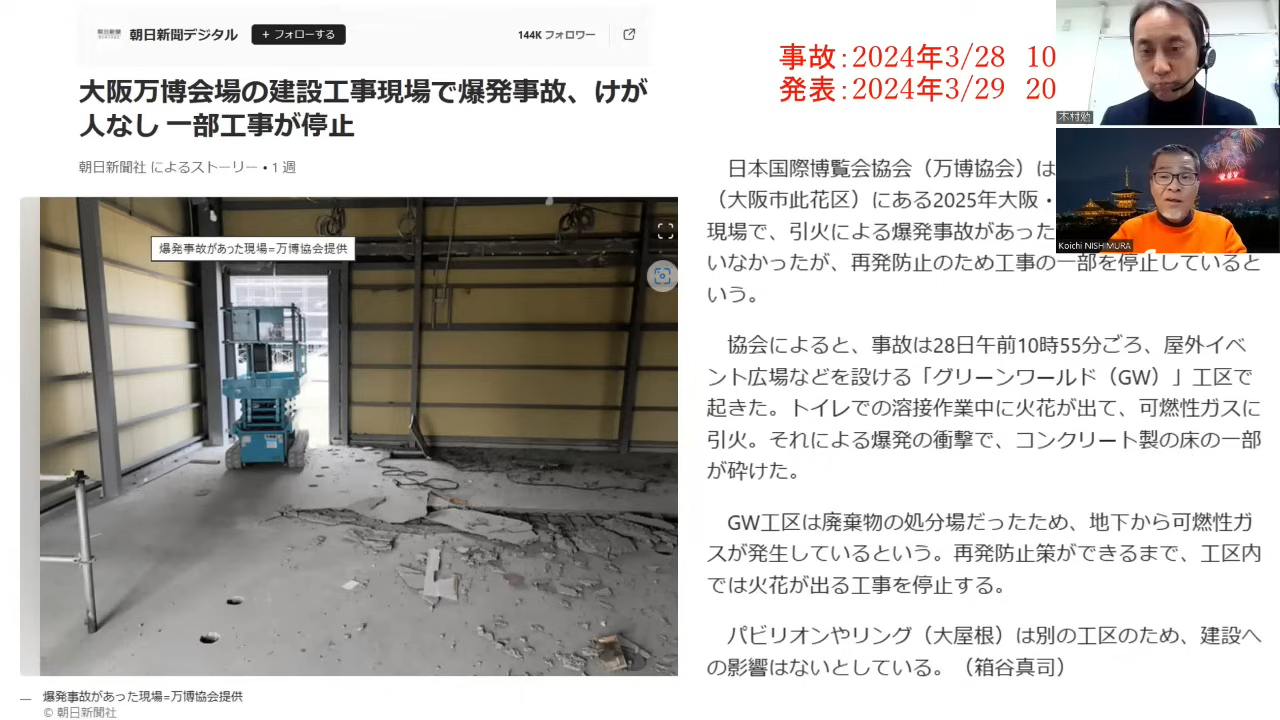 朝日新聞デジタル
+ フォローする
144K フォロワー
大阪万博会場の建設工事現場で爆発事故、けが
人なし 一部工事が停止
朝日新聞社 によるストーリー • 1 週
爆発事故があった現場=万博協会提供
爆発事故があった現場=万博協会提供
© 朝日新聞社
事故:2024年3/28 10
発表:2024年3/29 20
日本国際博覧会協会（万博協会）は
（大阪市此花区）にある2025年大阪・
現場で、引火による爆発事故があった
いなかったが、再発防止のため工事の一部を停止していると
いう。
協会によると、事故は28日午前10時55分ごろ、屋外イベ
ント広場などを設ける「グリーンワールド（GW）」工区で
起きた。トイレでの溶接作業中に火花が出て、可燃性ガスに
引火。それによる爆発の衝撃で、コンクリート製の床の一部
が砕けた。
GW工区は廃棄物の処分場だったため、地下から可燃性ガ
スが発生しているという。再発防止策ができるまで、工区内
では火花が出る工事を停止する。
パビリオンやリング（大屋根）は別の工区のため、建設へ
の影響はないとしている。（箱谷真司）
木村勉
Koichi NISHIMURA